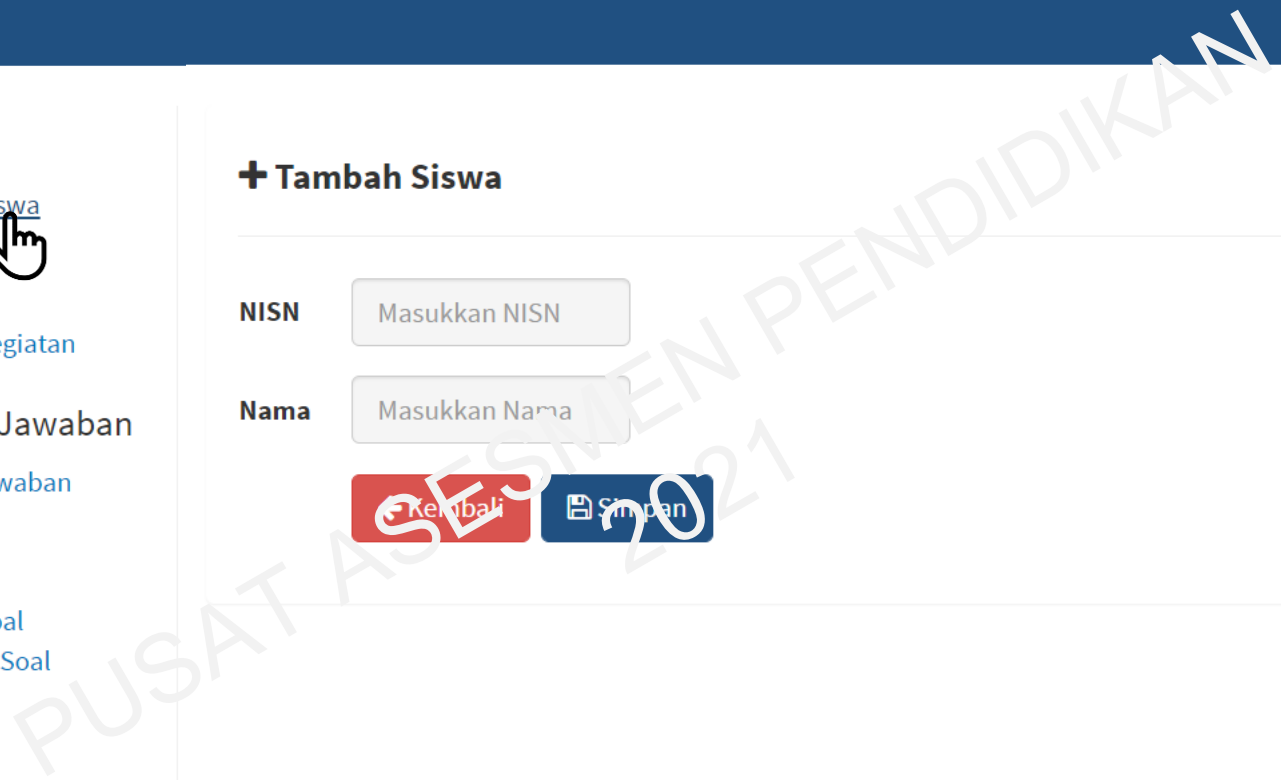 Tambah Siswa
swa
NISN
Masukkan NISN
egiatan
Nama
Masukkan Nama
Jawaban
waban
Kembali
Simpan
al
Soal
PUSAT ASESMEN PENDIDIKAN
2021